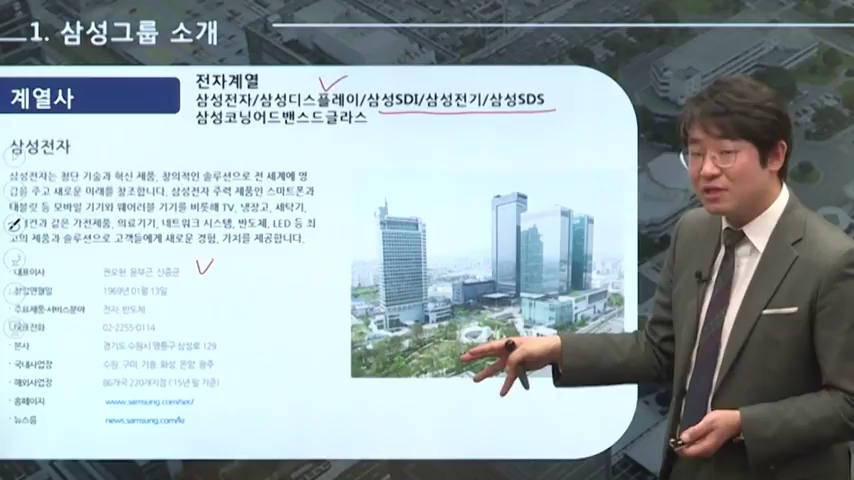 1. 삼성그룹 소개
계열사
전자계열
삼성전자/삼성디스플레이/삼성SDI/삼성전기/삼성SDS
삼성코닝어드밴스드글라스
삼성전자
삼성전자는 첨단 기술과 혁신 제품, 창의적인 솔루션으로 전 세계에 영
감을 주고 새로운 미래를 창조합니다. 삼성전자 주력 제품인 스마트폰과
태블릿 등 모바일 기기와 웨어러블 기기를 비롯해 TV, 냉장고, 세탁기,
같은 가전제품, 의료기기, 네트워크 시스템, 반도체, LED 등 최
고의 제품과 솔루션으로 고객들에게 새로운 경험, 가치를 제공합니다.
· 대표이사 권오현, 윤부근, 신종균
창립연월일 1969년 01월 13일
· 주요제품·서비스분야 전자, 반도체
전화 02-2255-0114
· 본사 경기도 수원시 영통구 삼성로 129
· 국내사업장 수원, 구미, 기흥, 화성, 온양, 광주
· 해외사업장 86개국 220개지점 ('15년 말 기준)
· 홈페이지 www.samsung.com/sec/
· 뉴스룸 news.samsung.com/kr